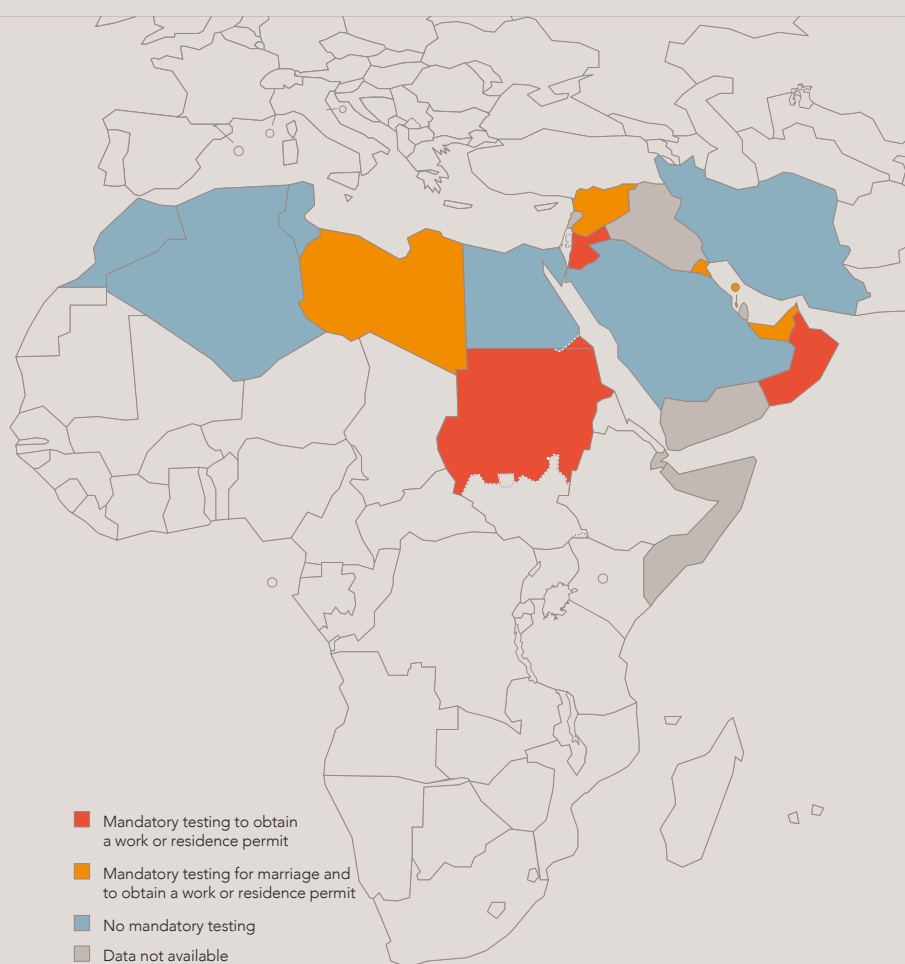 Mandatory testing to obtain
a work or residence permit
Mandatory testing for marriage and
to obtain a work or residence permit
No mandatory testing
Data not available